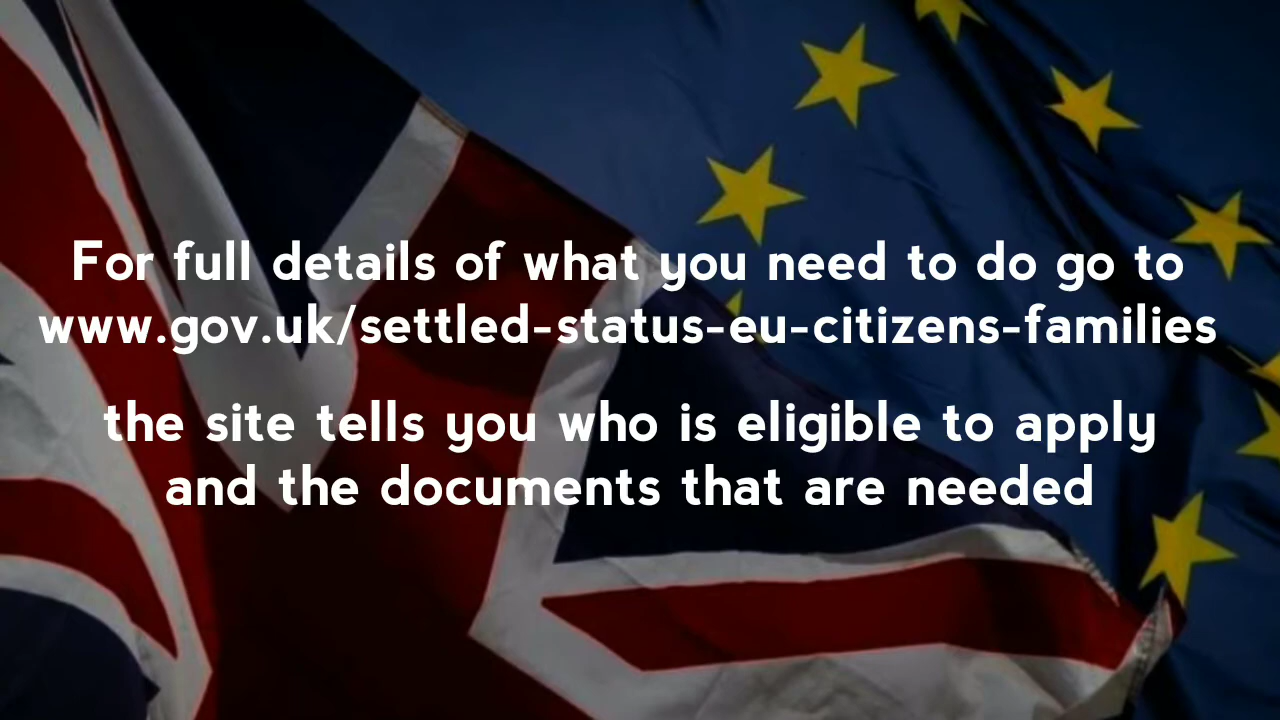 For full details of what you need to do go to
www.gov.uk/settled-status-eu-citizens-families
the site tells you who is eligible to apply
and the documents that are needed